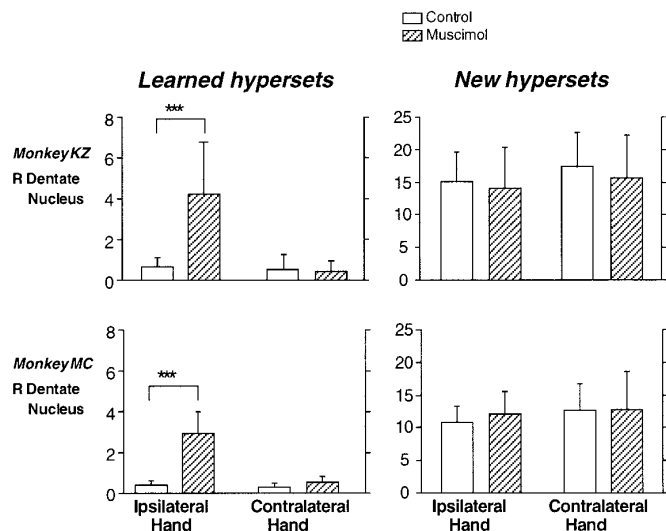 Control
Muscimol
Learned hypersets
New hypersets
Monkey KZ
R Dentate
Nucleus
8
6
4
2
0
***
25
20
15
10
5
0
Monkey MC
R Dentate
Nucleus
8
6
4
2
0
***
25
20
15
10
5
0
Ipsilateral
Hand
Contralateral
Hand
Ipsilateral
Hand
Contralateral
Hand